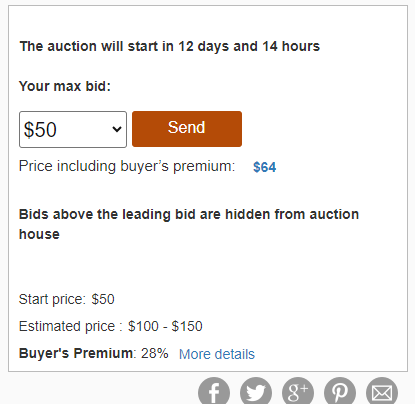 The auction will start in 12 days and 14 hours
Your max bid:
$50 Send
Price including buyer’s premium: $64
Bids above the leading bid are hidden from auction
house
Start price: $50
Estimated price : $100 - $150
Buyer's Premium: 28% More details
f g+